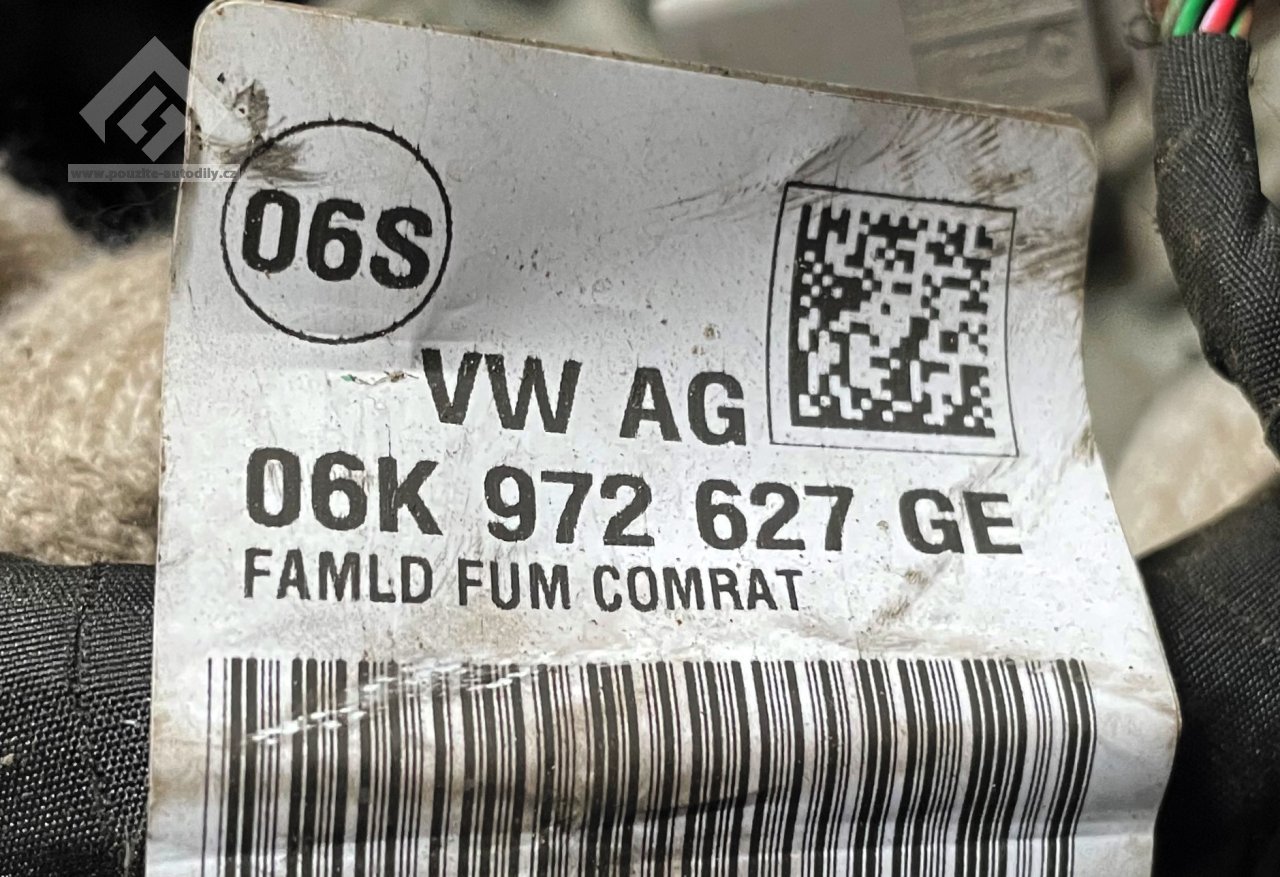 www.pouzite-autodily.cz
06S
VW AG
06K 972 627 GE
FAMLD FUM COMRAT